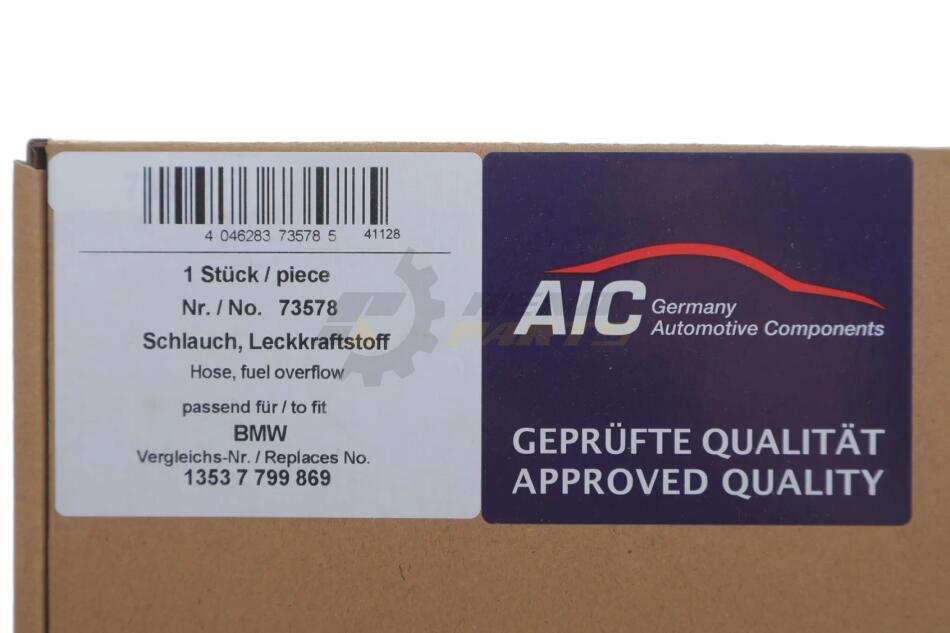 4 046283 73578 5 41128
1 Stück / piece
Nr. / No. 73578
Schlauch, Leckkraftstoff
Hose, fuel overflow
passend für / to fit
BMW
Vergleichs-Nr. / Replaces No.
1353 7 799 869
AIC Germany
Automotive Components
GEPRÜFTE QUALITÄT
APPROVED QUALITY